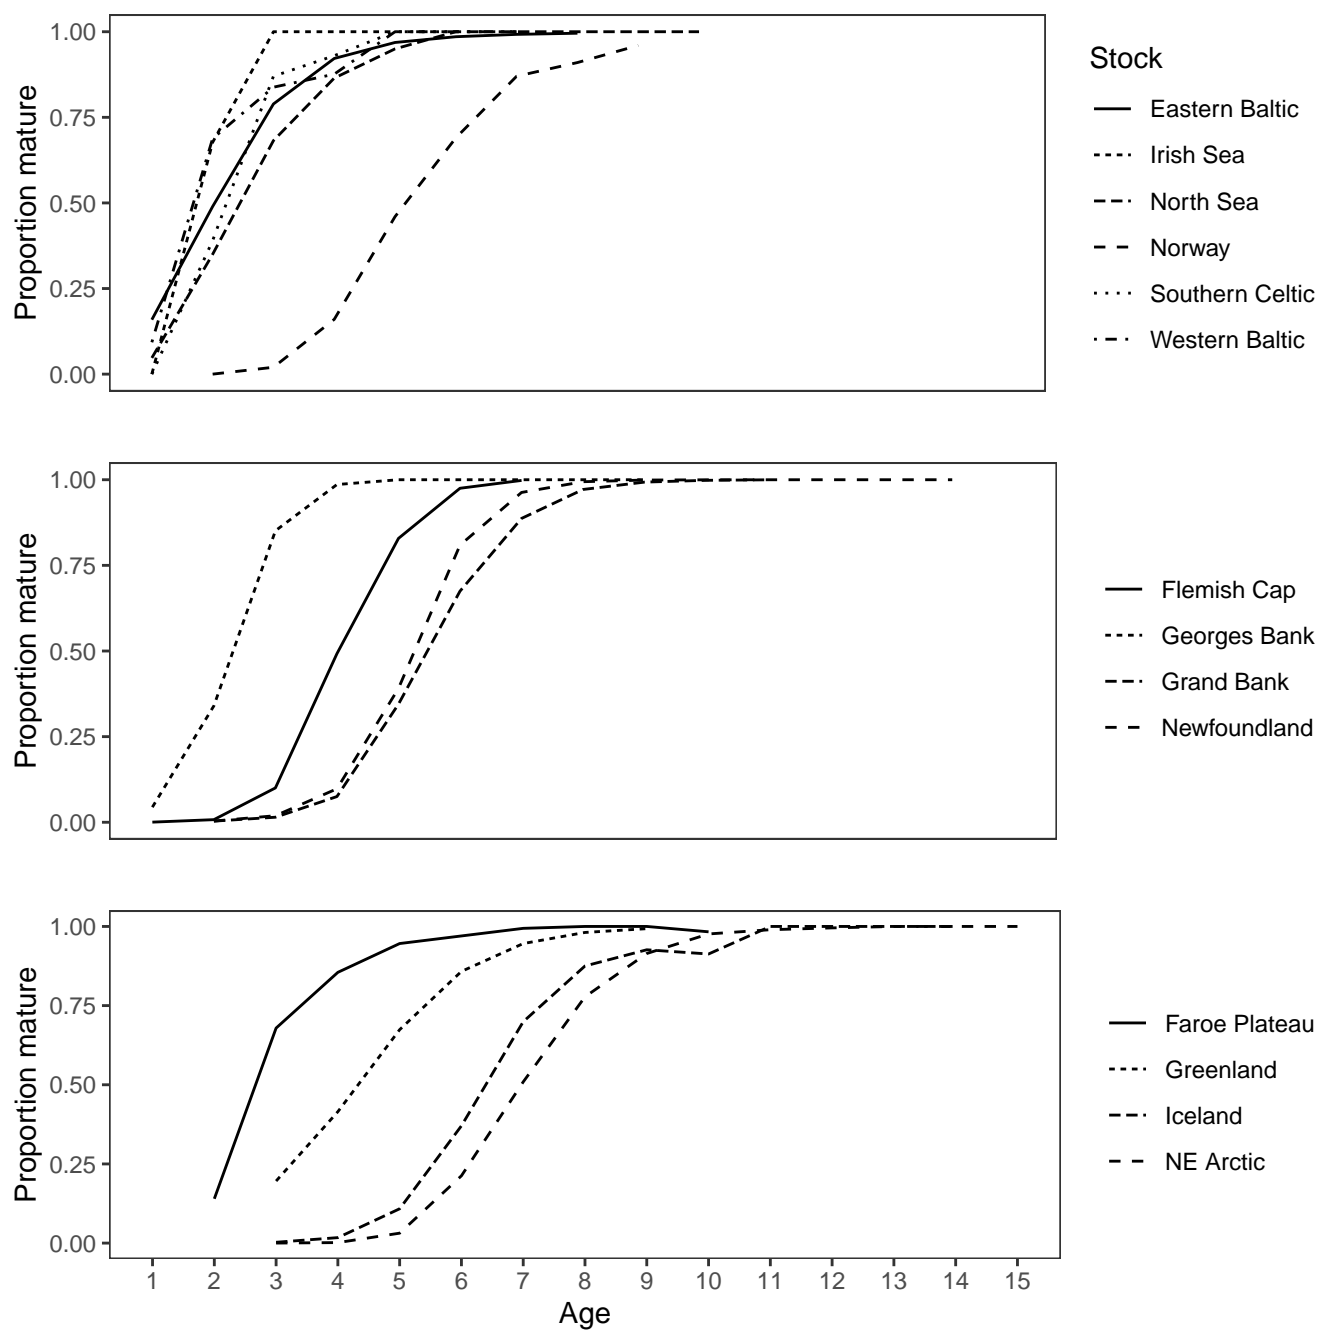 1.00
0.75
0.50
0.25
0.00
Proportion mature
Stock
Eastern Baltic
Irish Sea
North Sea
Norway
Southern Celtic
Western Baltic
1.00
0.75
0.50
0.25
0.00
Proportion mature
Flemish Cap
Georges Bank
Grand Bank
Newfoundland
1.00
0.75
0.50
0.25
0.00
Proportion mature
Faroe Plateau
Greenland
Iceland
NE Arctic
1 2 3 4 5 6 7 8 9 10 11 12 13 14 15
Age